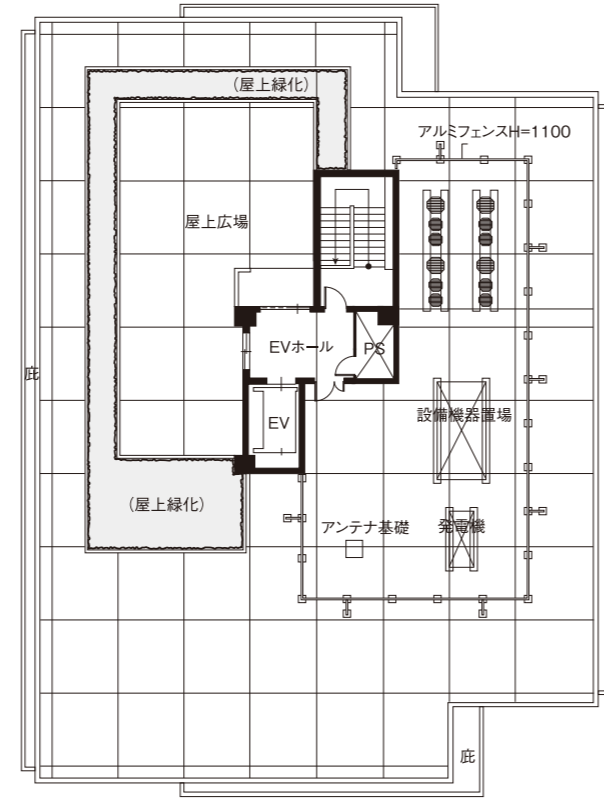 （屋上緑化）
アルミフェンスH=1100
屋上広場
EVホール
PS
庇
設備機器置場
EV
（屋上緑化）
アンテナ基礎
発電機
庇